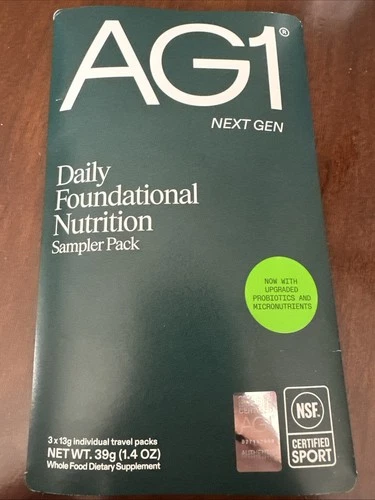 AG1®
NEXT GEN
Daily
Foundational
Nutrition
Sampler Pack
NOW WITH
UPGRADED
PROBIOTICS AND
MICRONUTRIENTS
3 x 13g individual travel packs
NET WT. 39g (1.4 OZ)
Whole Food Dietary Supplement
AG1
NSF.
CERTIFIED
SPORT